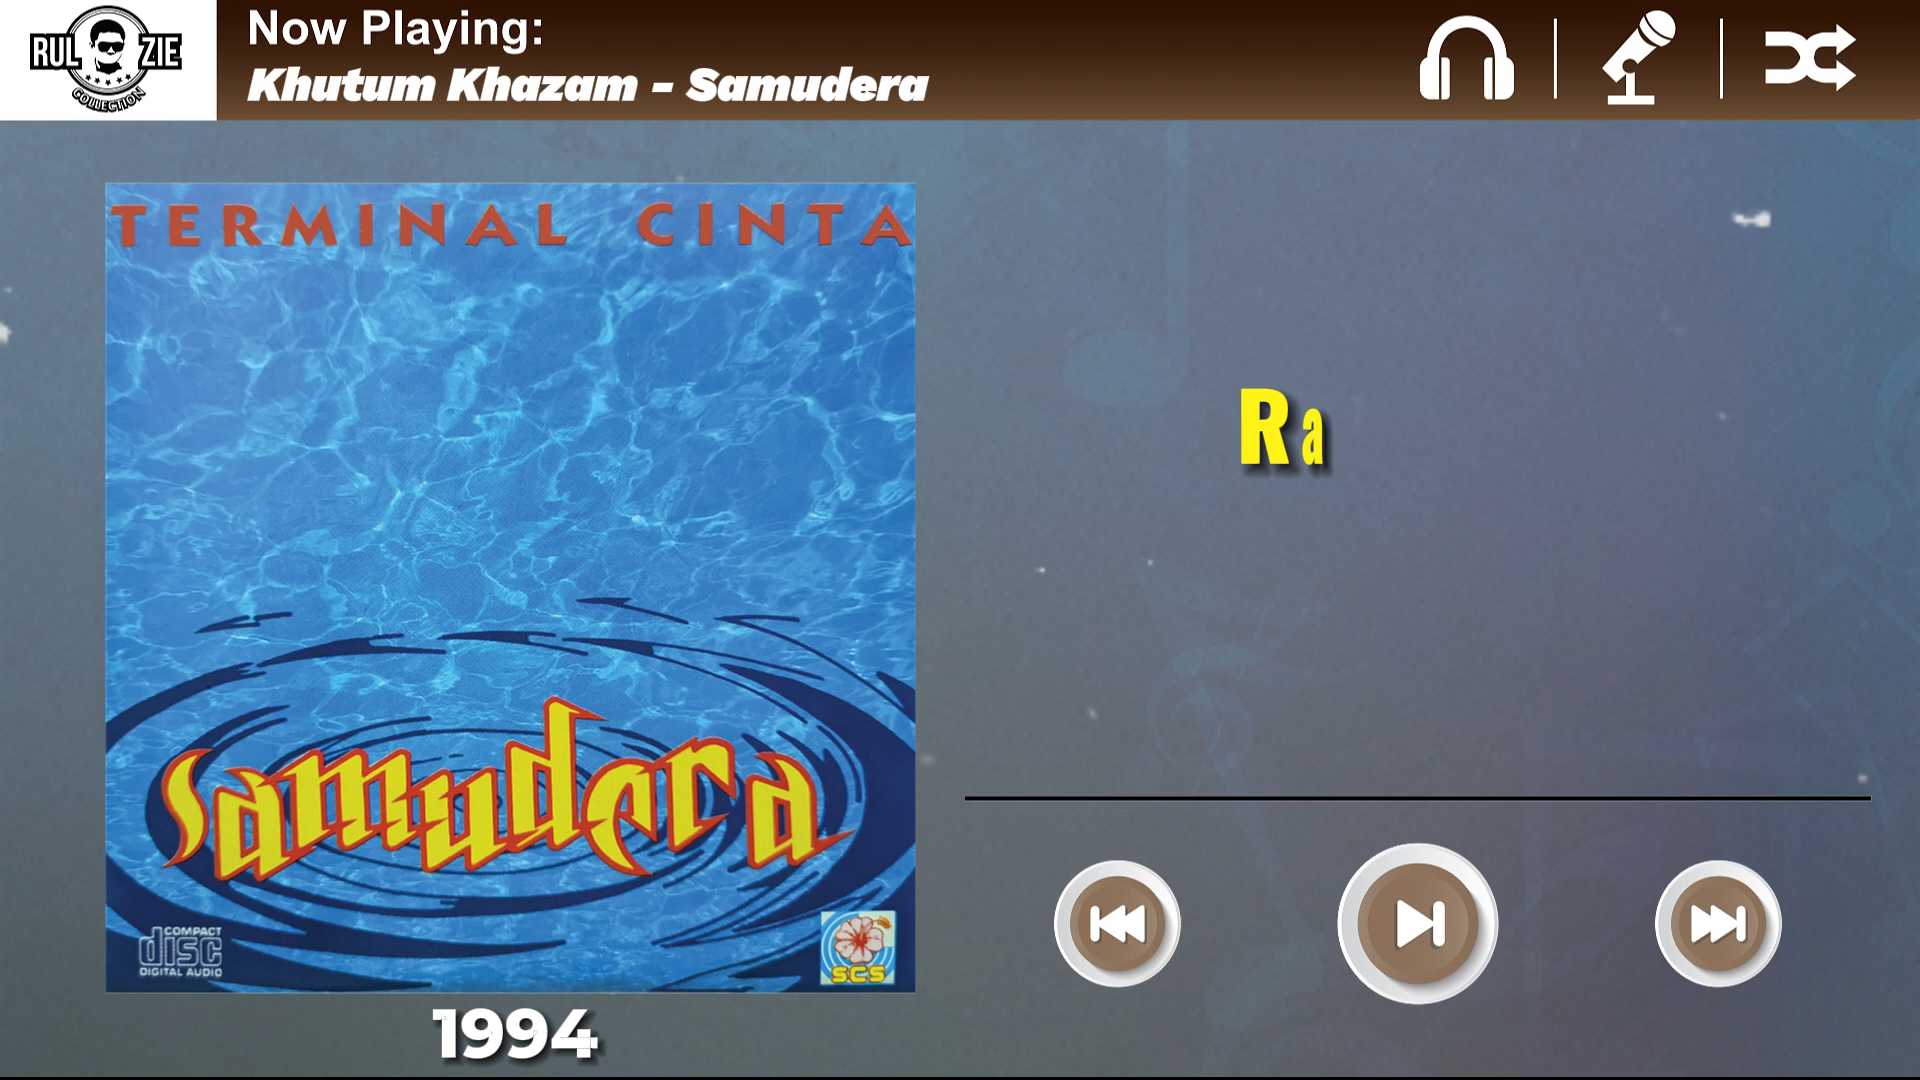 RUL ZIE
COLLECTION
Now Playing:
Khutum Khazam - Samudera
TERMINAL CINTA
Ra
samudera
COMPACT
disc
DIGITAL AUDIO
SCS
1994